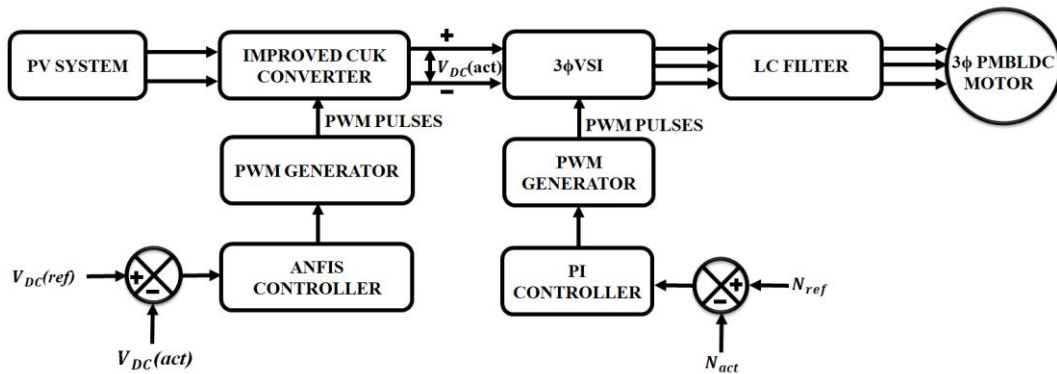 PV SYSTEM
IMPROVED CUK
CONVERTER
+
V_DC(act)
−
3ϕVSI
LC FILTER
3ϕ PMBLDC
MOTOR
PWM PULSES
PWM PULSES
PWM GENERATOR
PWM
GENERATOR
V_DC(ref)
+
−
ANFIS
CONTROLLER
PI
CONTROLLER
+
−
N_ref
V_DC(act)
N_act